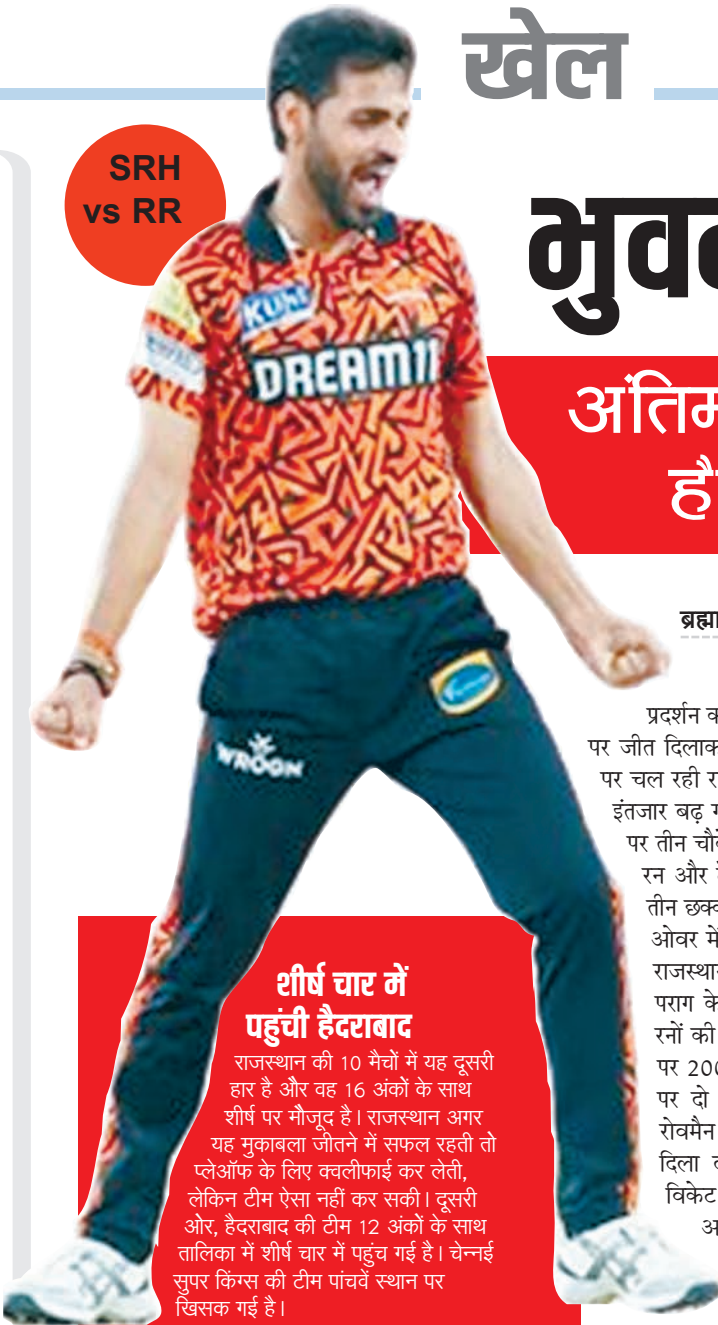 खेल
SRH
vs RR
भुव
अंतिम
KUHL
DREAM11
WROGN
ब्रह्मा
प्रदर्शन
पर जीत दिलाक
पर चल रही र
इंतजार बढ़
पर तीन चौ
रन और
तीन छक्
ओवर में
राजस्था
पराग के
रनों की
पर 200
पर दो
रोवमैन
दिला
विकेट
अ
शीर्ष चार में
पहुंची हैदराबाद
राजस्थान की 10 मैचों में यह दूसरी
हार है और वह 16 अंकों के साथ
शीर्ष पर मौजूद है। राजस्थान अगर
यह मुकाबला जीतने में सफल रहती तो
प्लेऑफ के लिए क्वलीफाई कर लेती,
लेकिन टीम ऐसा नहीं कर सकी। दूसरी
ओर, हैदराबाद की टीम 12 अंकों के साथ
तालिका में शीर्ष चार में पहुंच गई है। चेन्नई
सुपर किंग्स की टीम पांचवें स्थान पर
खिसक गई है।